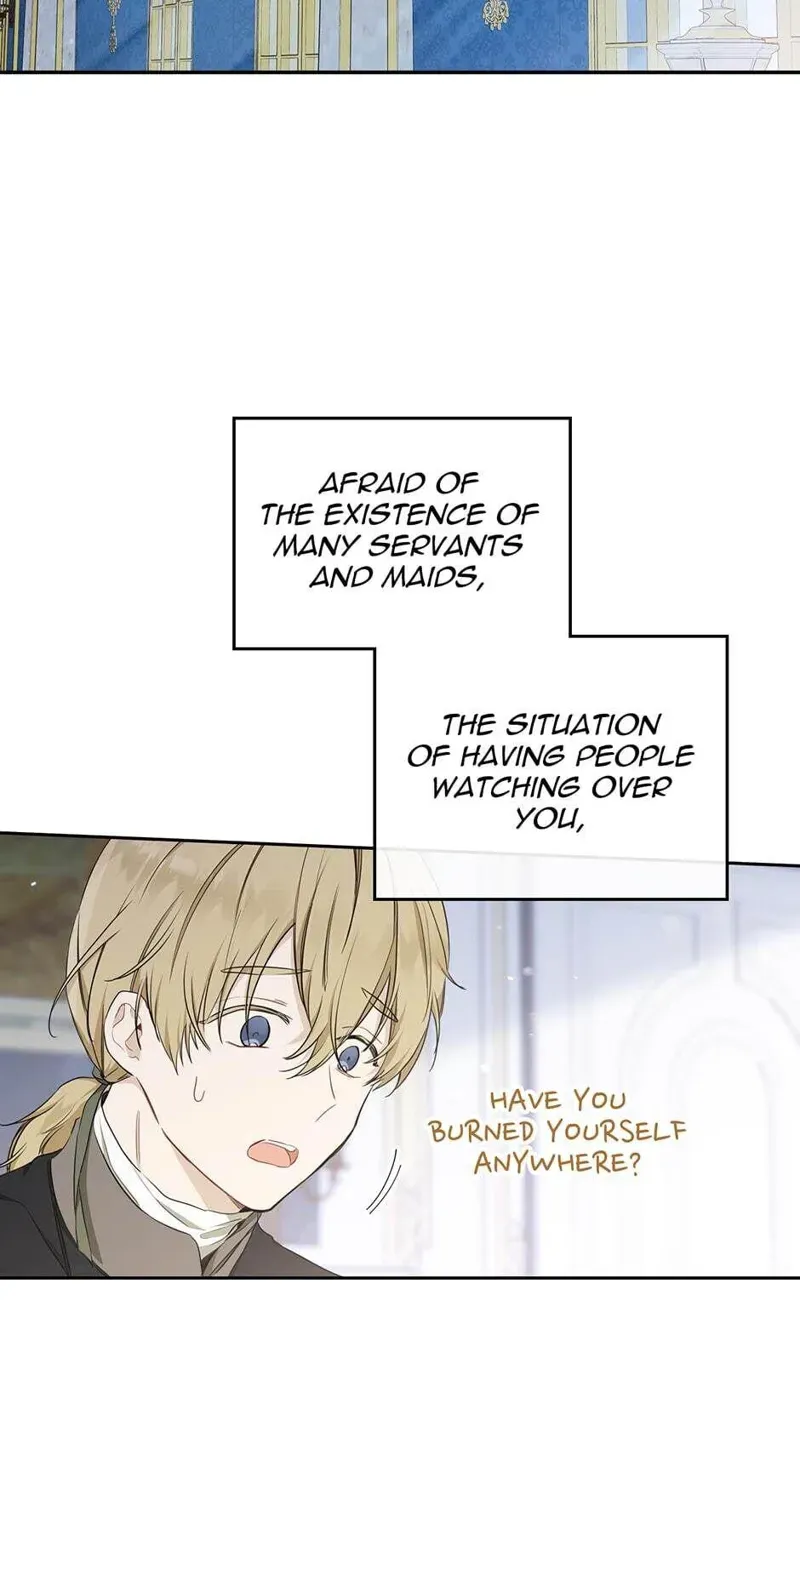 AFRAID OF
THE EXISTENCE OF
MANY SERVANTS
AND MAIDS,
THE SITUATION
OF HAVING PEOPLE
WATCHING OVER
YOU,
HAVE YOU
BURNED YOURSELF
ANYWHERE?